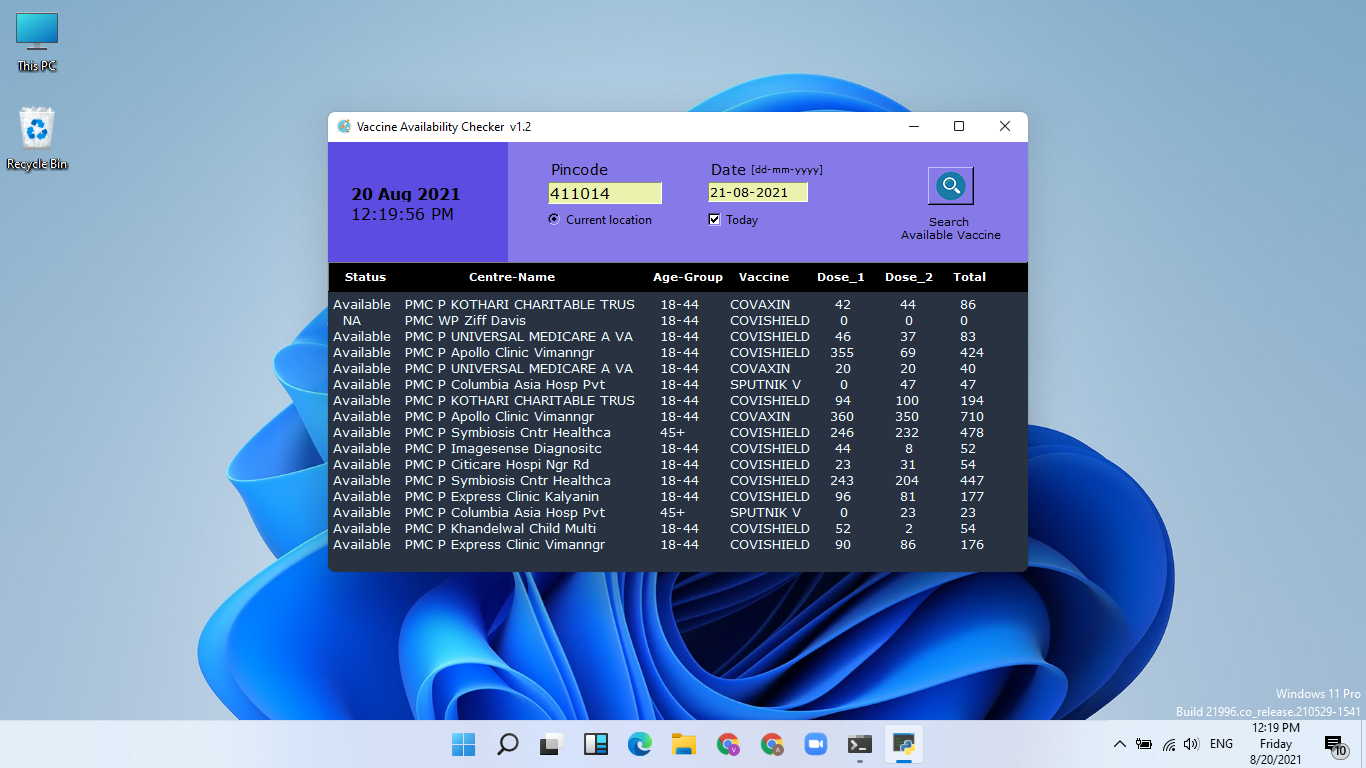 This PC
Recycle Bin
Vaccine Availability Checker v1.2
20 Aug 2021
12:19:56 PM
Pincode
411014
Current location
Date [dd-mm-yyyy]
21-08-2021
Today
Search
Available Vaccine
Status Centre-Name Age-Group Vaccine Dose_1 Dose_2 Total
Available PMC P KOTHARI CHARITABLE TRUS 18-44 COVAXIN 42 44 86
NA PMC WP Ziff Davis 18-44 COVISHIELD 0 0 0
Available PMC P UNIVERSAL MEDICARE A VA 18-44 COVISHIELD 46 37 83
Available PMC P Apollo Clinic Vimanngr 18-44 COVISHIELD 355 69 424
Available PMC P UNIVERSAL MEDICARE A VA 18-44 COVAXIN 20 20 40
Available PMC P Columbia Asia Hosp Pvt 18-44 SPUTNIK V 0 47 47
Available PMC P KOTHARI CHARITABLE TRUS 18-44 COVISHIELD 94 100 194
Available PMC P Apollo Clinic Vimanngr 18-44 COVAXIN 360 350 710
Available PMC P Symbiosis Cntr Healthca 45+ COVISHIELD 246 232 478
Available PMC P Imagesense Diagnositc 18-44 COVISHIELD 44 8 52
Available PMC P Citicare Hospi Ngr Rd 18-44 COVISHIELD 23 31 54
Available PMC P Symbiosis Cntr Healthca 18-44 COVISHIELD 243 204 447
Available PMC P Express Clinic Kalyanin 18-44 COVISHIELD 96 81 177
Available PMC P Columbia Asia Hosp Pvt 45+ SPUTNIK V 0 23 23
Available PMC P Khandelwal Child Multi 18-44 COVISHIELD 52 2 54
Available PMC P Express Clinic Vimanngr 18-44 COVISHIELD 90 86 176
Windows 11 Pro
Build 21996.co_release.210529-1541
ENG
12:19 PM
Friday
8/20/2021
10